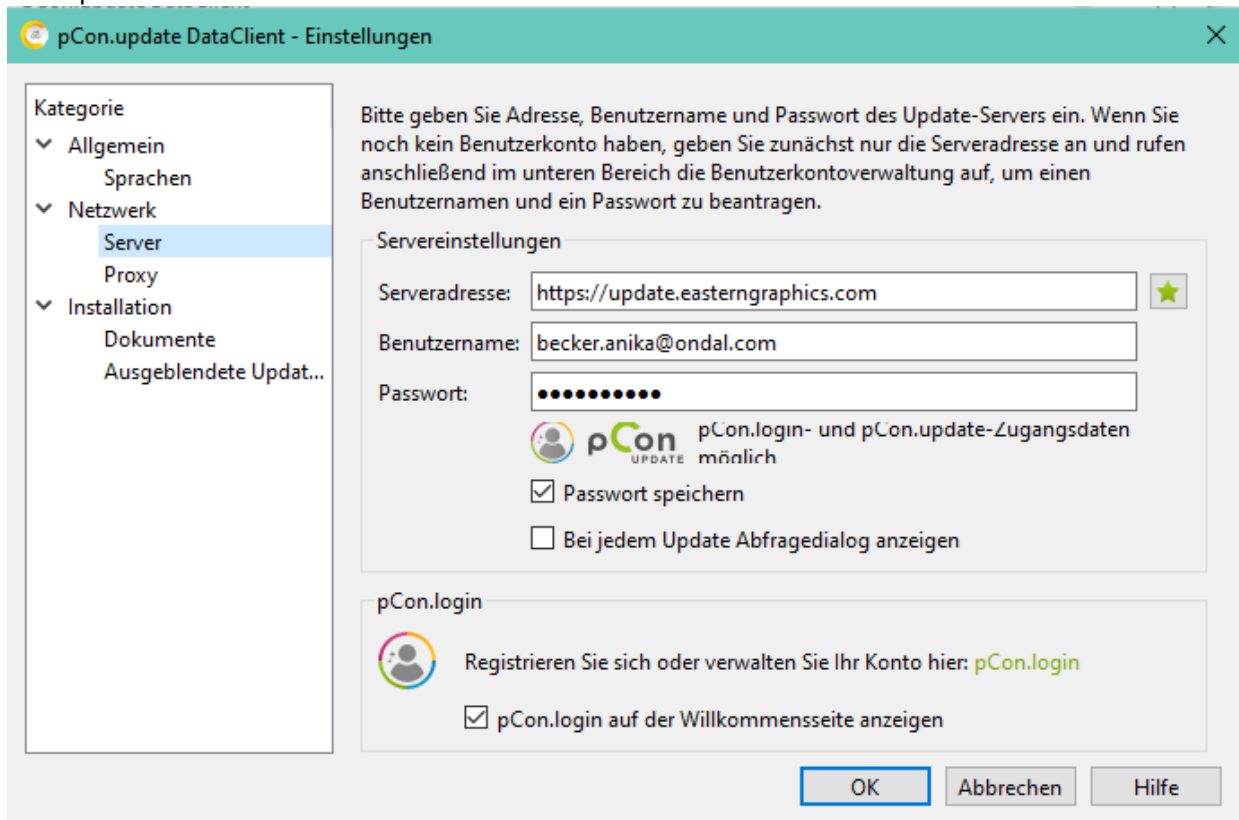 pCon.update DataClient - Einstellungen
Kategorie
Allgemein
Sprachen
Netzwerk
Server
Proxy
Installation
Dokumente
Ausgeblendete Updat...
Bitte geben Sie Adresse, Benutzername und Passwort des Update-Servers ein. Wenn Sie
noch kein Benutzerkonto haben, geben Sie zunächst nur die Serveradresse an und rufen
anschließend im unteren Bereich die Benutzerkontoverwaltung auf, um einen
Benutzernamen und ein Passwort zu beantragen.
Servereinstellungen
Serveradresse: https://update.easterngraphics.com
Benutzername: becker.anika@ondal.com
Passwort: ●●●●●●●●●●
pCon UPDATE
pCon.login- und pCon.update-Zugangsdaten
möglich
Passwort speichern
Bei jedem Update Abfragedialog anzeigen
pCon.login
Registrieren Sie sich oder verwalten Sie Ihr Konto hier: pCon.login
pCon.login auf der Willkommensseite anzeigen
OK Abbrechen Hilfe